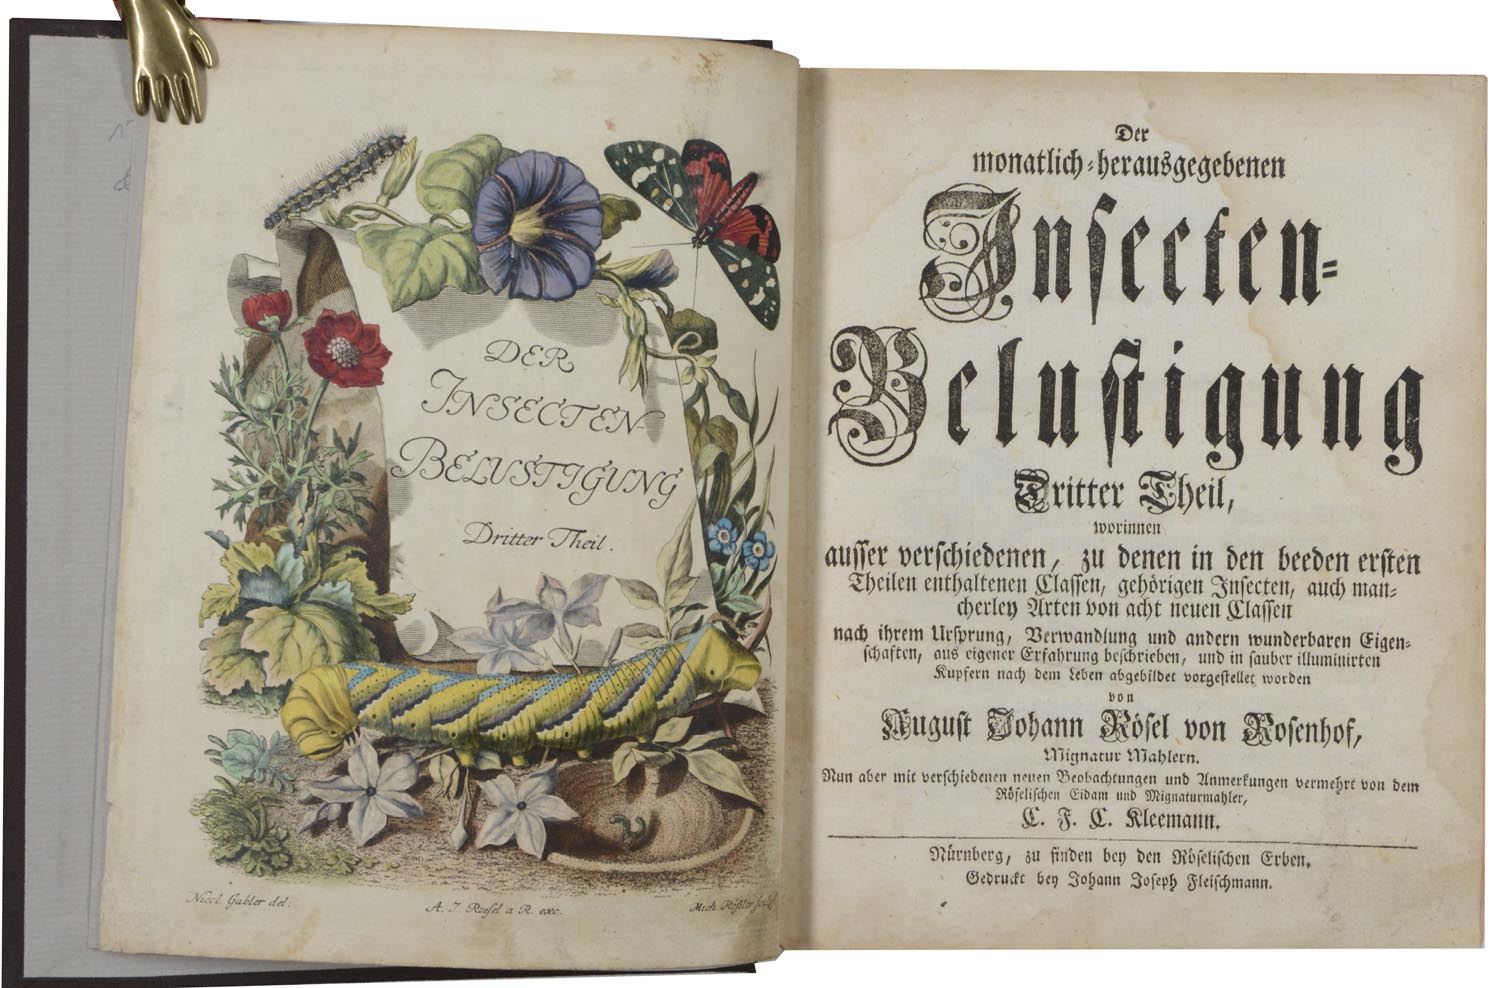 DER
INSECTEN-
BELUSTIGUNG
Dritter Theil.
Nicol. Gabler del.
A. J. Roesel a R. exc.
Mich. Rößler sculps.
Der
monatlich-herausgegebenen
Insecten-
Belustigung
Dritter Theil,
worinnen
ausser verschiedenen, zu denen in den beeden ersten
Theilen enthaltenen Classen, gehörigen Insecten, auch man-
cherley Arten von acht neuen Classen
nach ihrem Ursprung, Verwandlung und andern wunderbaren Eigen-
schaften, aus eigener Erfahrung beschrieben, und in sauber illuminirten
Kupfern nach dem Leben abgebildet vorgestellet worden
von
August Johann Rösel von Rosenhof,
Mignatur Mahlern.
Nun aber mit verschiedenen neuen Beobachtungen und Anmerkungen vermehrt von dem
Röselischen Eidam und Mignaturmahler,
C. F. C. Kleemann.
Nürnberg, zu finden bey den Röselischen Erben.
Gedruckt bey Johann Joseph Fleischmann.